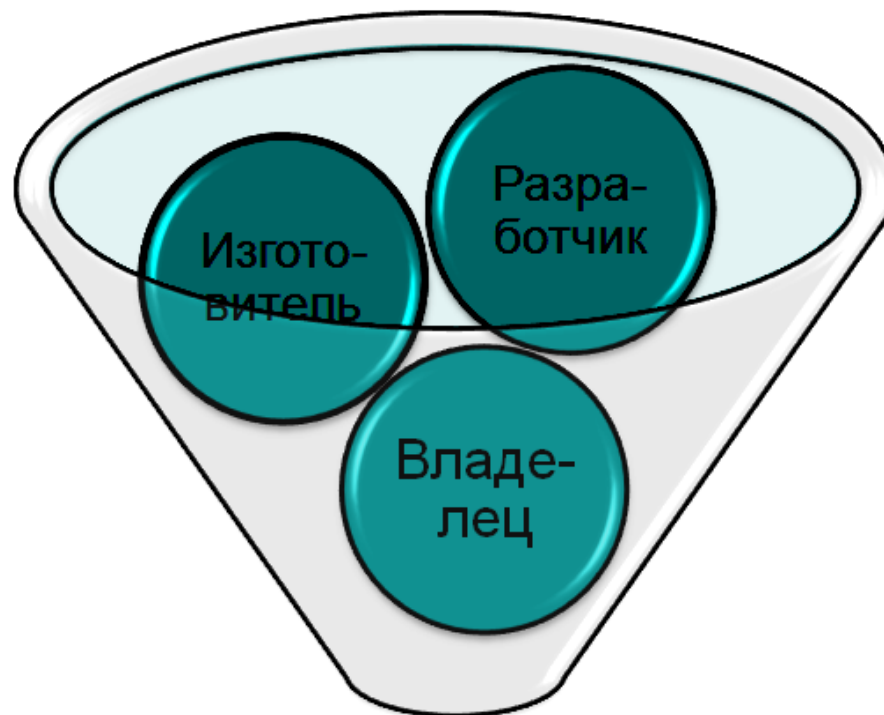 Разра-
ботчик
Изгото-
витель
Владе-
лец